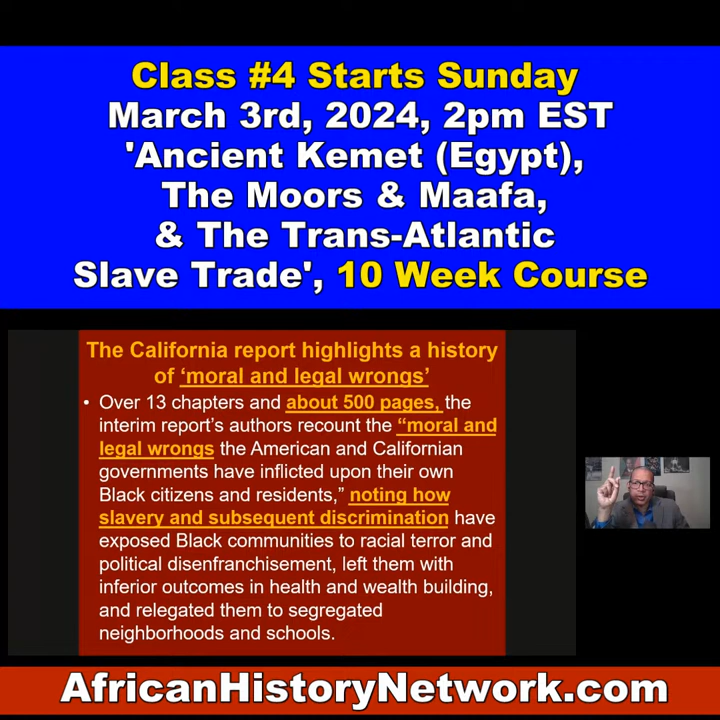 Class #4 Starts Sunday
March 3rd, 2024, 2pm EST
'Ancient Kemet (Egypt),
The Moors & Maafa,
& The Trans-Atlantic
Slave Trade', 10 Week Course
The California report highlights a history
of ‘moral and legal wrongs’
• Over 13 chapters and about 500 pages, the
interim report’s authors recount the “moral and
legal wrongs the American and Californian
governments have inflicted upon their own
Black citizens and residents,” noting how
slavery and subsequent discrimination have
exposed Black communities to racial terror and
political disenfranchisement, left them with
inferior outcomes in health and wealth building,
and relegated them to segregated
neighborhoods and schools.
AfricanHistoryNetwork.com